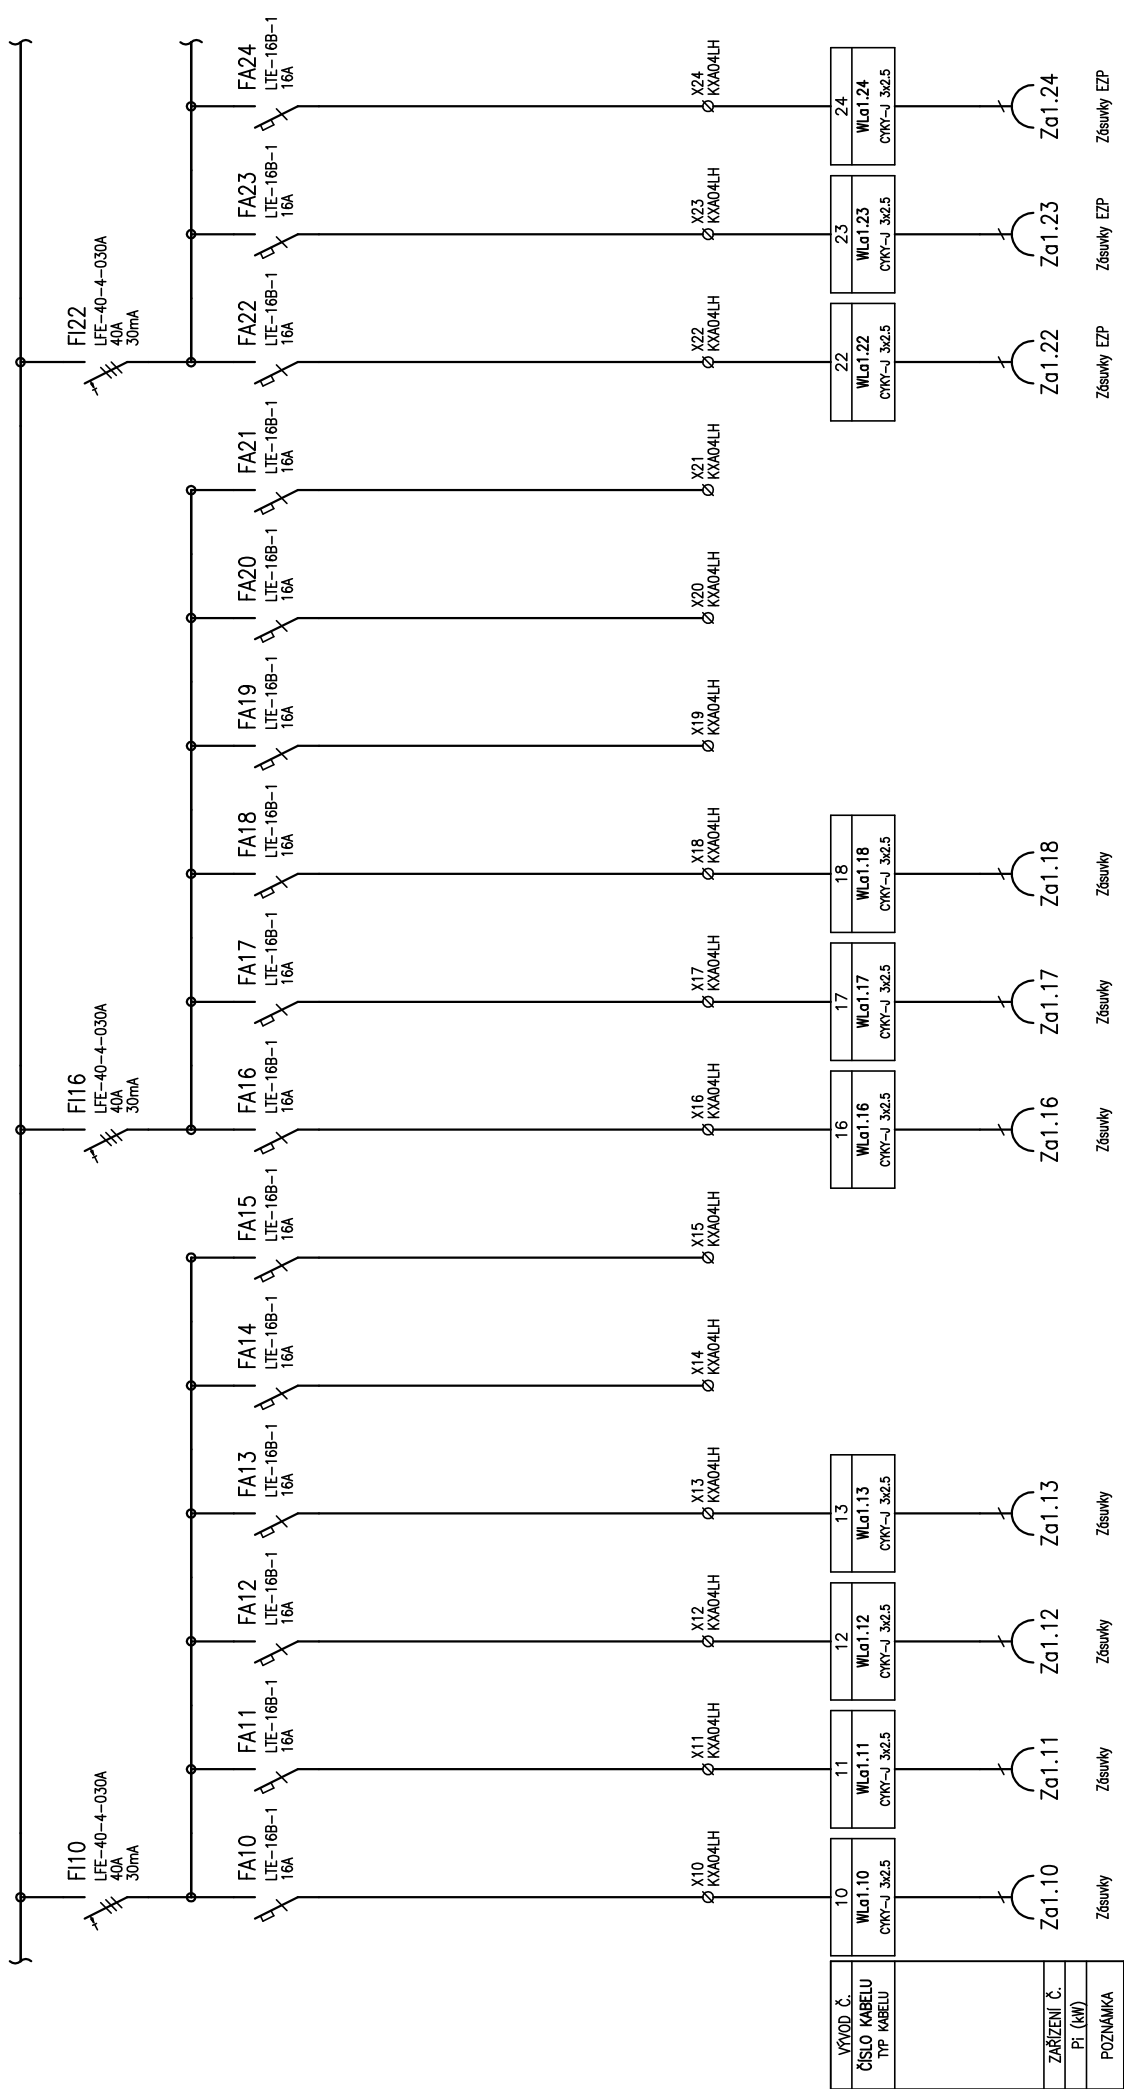 FI10
LFE-40-4-030A
40A
30mA
FI16
LFE-40-4-030A
40A
30mA
FI22
LFE-40-4-030A
40A
30mA
FA10
LTE-16B-1
16A
FA11
LTE-16B-1
16A
FA12
LTE-16B-1
16A
FA13
LTE-16B-1
16A
FA14
LTE-16B-1
16A
FA15
LTE-16B-1
16A
FA16
LTE-16B-1
16A
FA17
LTE-16B-1
16A
FA18
LTE-16B-1
16A
FA19
LTE-16B-1
16A
FA20
LTE-16B-1
16A
FA21
LTE-16B-1
16A
FA22
LTE-16B-1
16A
FA23
LTE-16B-1
16A
FA24
LTE-16B-1
16A
X10
KXA04LH
X11
KXA04LH
X12
KXA04LH
X13
KXA04LH
X14
KXA04LH
X15
KXA04LH
X16
KXA04LH
X17
KXA04LH
X18
KXA04LH
X19
KXA04LH
X20
KXA04LH
X21
KXA04LH
X22
KXA04LH
X23
KXA04LH
X24
KXA04LH
VÝVOD Č.
ČÍSLO KABELU
TYP KABELU
10
WLa1.10
CYKY-J 3x2.5
11
WLa1.11
CYKY-J 3x2.5
12
WLa1.12
CYKY-J 3x2.5
13
WLa1.13
CYKY-J 3x2.5
16
WLa1.16
CYKY-J 3x2.5
17
WLa1.17
CYKY-J 3x2.5
18
WLa1.18
CYKY-J 3x2.5
22
WLa1.22
CYKY-J 3x2.5
23
WLa1.23
CYKY-J 3x2.5
24
WLa1.24
CYKY-J 3x2.5
ZAŘÍZENÍ Č.
Za1.10
Za1.11
Za1.12
Za1.13
Za1.16
Za1.17
Za1.18
Za1.22
Za1.23
Za1.24
Pi (kW)
POZNÁMKA
Zásuvky
Zásuvky
Zásuvky
Zásuvky
Zásuvky
Zásuvky
Zásuvky
Zásuvky EZP
Zásuvky EZP
Zásuvky EZP